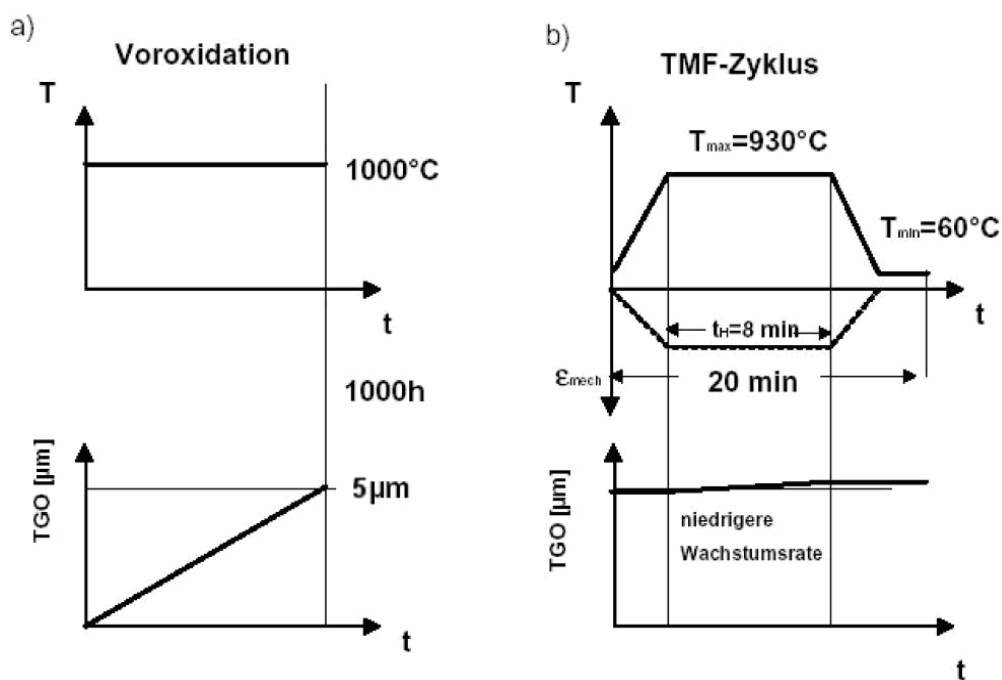 a)
Voroxidation
T
1000°C
t
1000h
TGO [µm]
5µm
t
b)
TMF-Zyklus
T
Tmax=930°C
Tmin=60°C
t
tH=8 min
εmech
20 min
TGO [µm]
niedrigere
Wachstumsrate
t